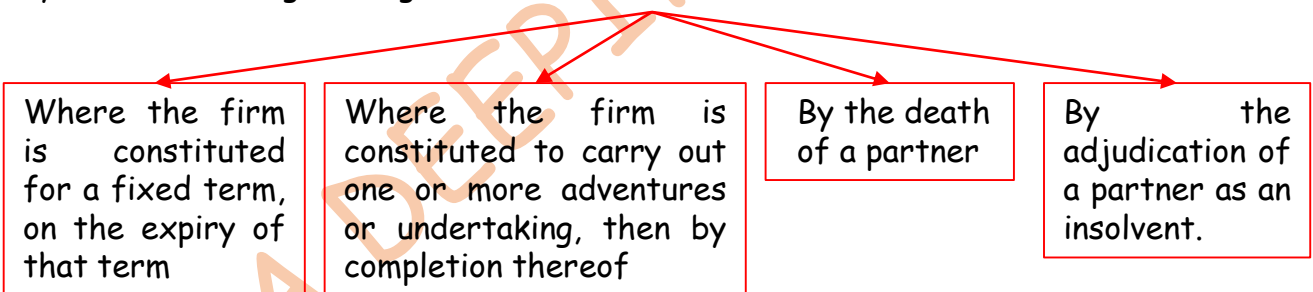 Where the firm
is constituted
for a fixed term,
on the expiry of
that term
Where the firm is
constituted to carry out
one or more adventures
or undertaking, then by
completion thereof
By the death
of a partner
By the
adjudication of
a partner as an
insolvent.